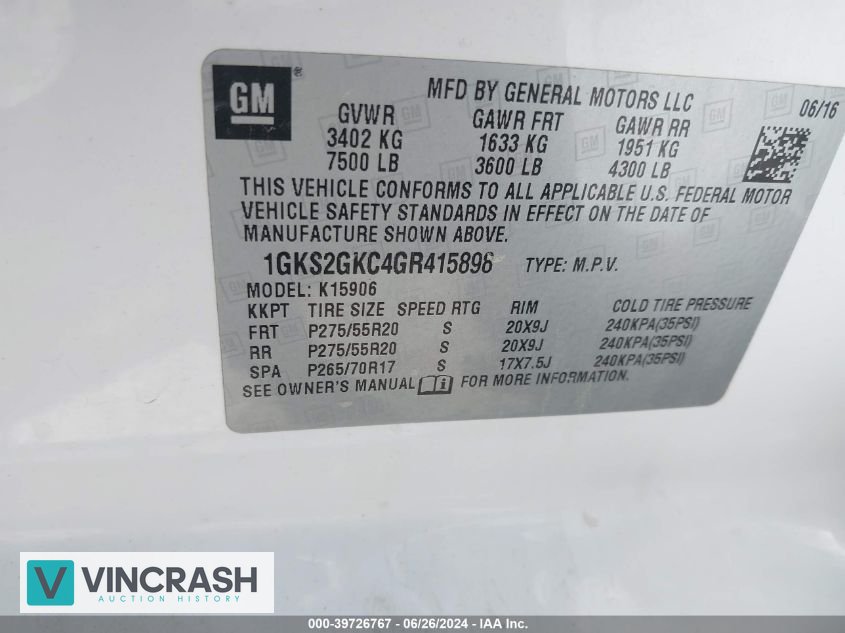 GM ®
MFD BY GENERAL MOTORS LLC
06/16
GVWR GAWR FRT GAWR RR
3402 KG 1633 KG 1951 KG
7500 LB 3600 LB 4300 LB
THIS VEHICLE CONFORMS TO ALL APPLICABLE U.S. FEDERAL MOTOR
VEHICLE SAFETY STANDARDS IN EFFECT ON THE DATE OF
MANUFACTURE SHOWN ABOVE.
1GKS2GKC4GR415896 TYPE: M.P.V.
MODEL: K15906
KKPT TIRE SIZE SPEED RTG RIM COLD TIRE PRESSURE
FRT P275/55R20 S 20X9J 240KPA(35PSI)
RR P275/55R20 S 20X9J 240KPA(35PSI)
SPA P265/70R17 S 17X7.5J 240KPA(35PSI)
SEE OWNER'S MANUAL FOR MORE INFORMATION.
VINCRASH
AUCTION HISTORY
000-39726767 - 06/26/2024 - IAA Inc.